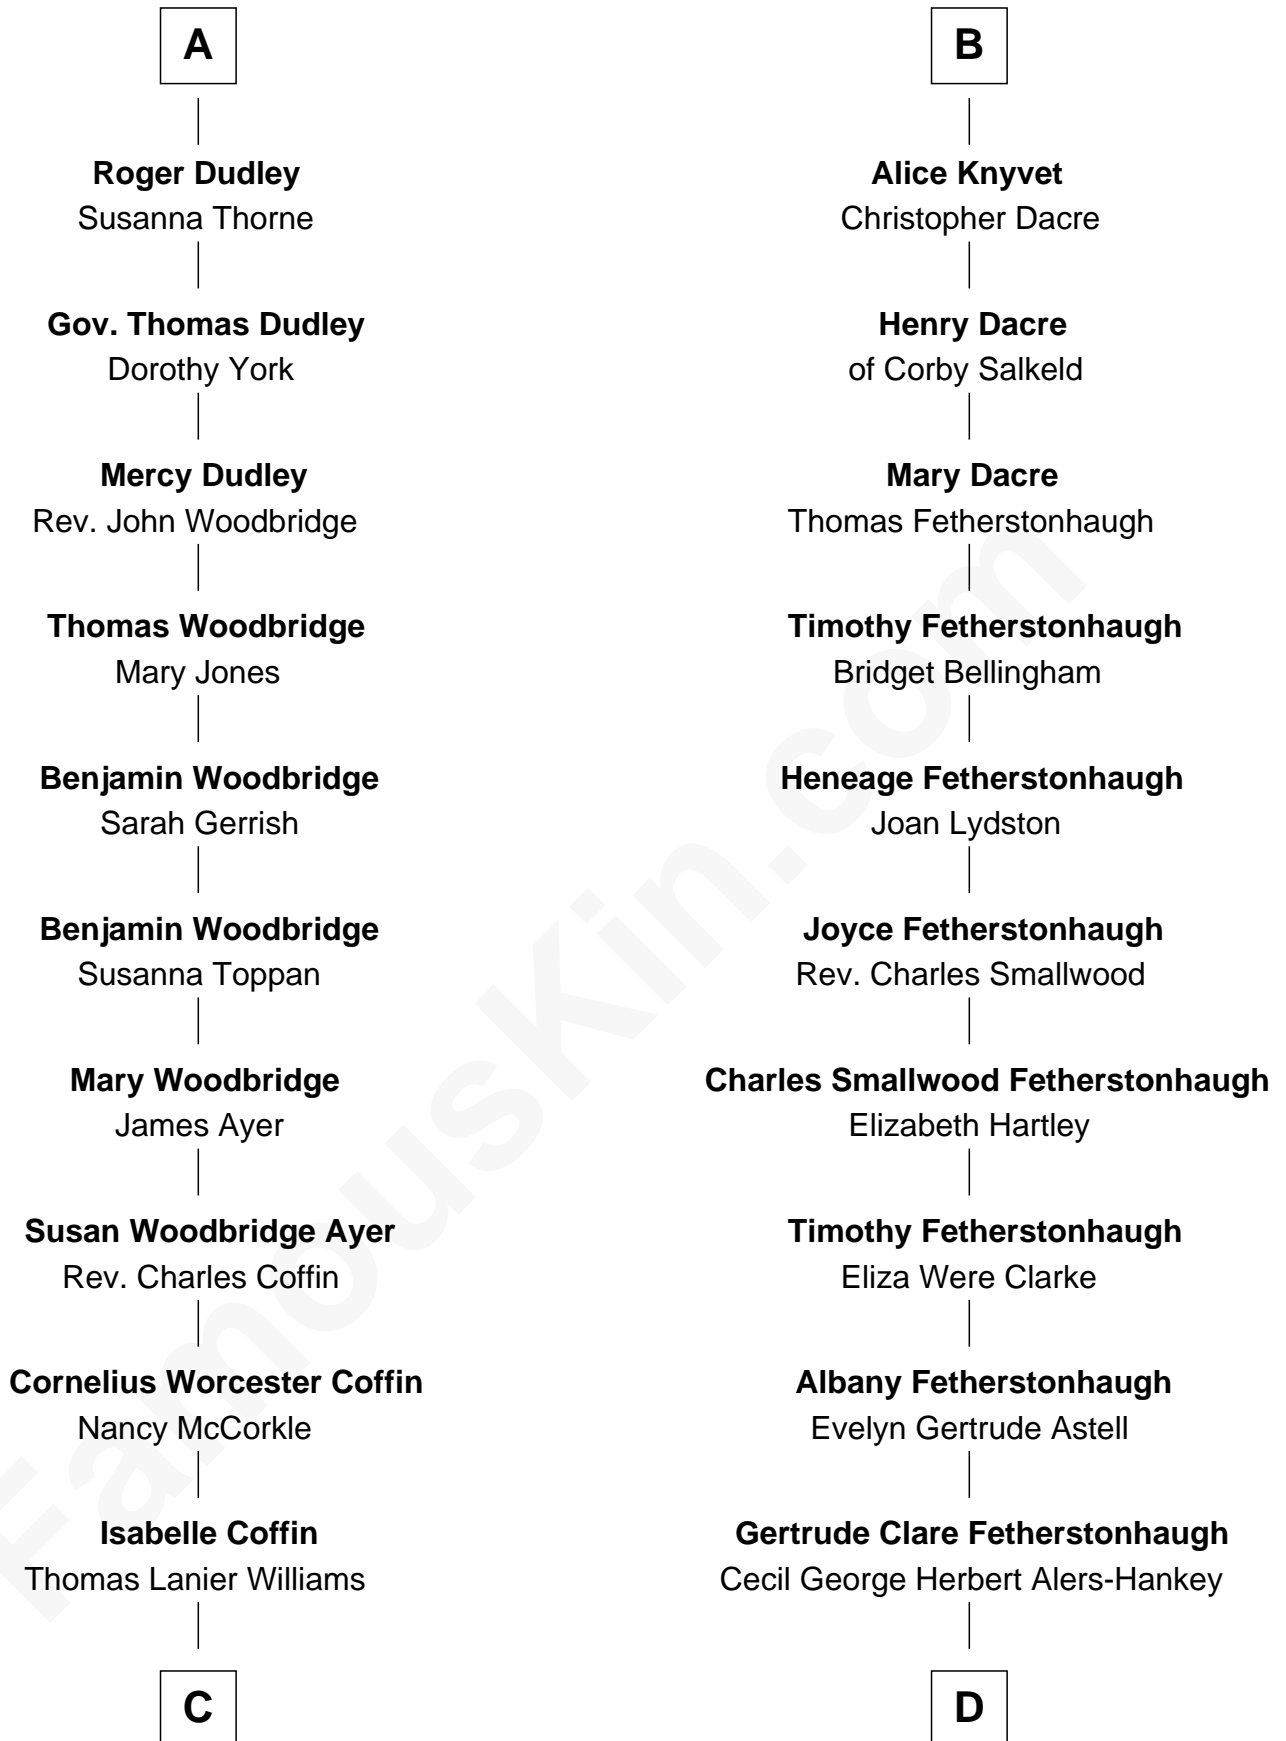 A
Roger Dudley
Susanna Thorne
Gov. Thomas Dudley
Dorothy York
Mercy Dudley
Rev. John Woodbridge
Thomas Woodbridge
Mary Jones
Benjamin Woodbridge
Sarah Gerrish
Benjamin Woodbridge
Susanna Toppan
Mary Woodbridge
James Ayer
Susan Woodbridge Ayer
Rev. Charles Coffin
Cornelius Worcester Coffin
Nancy McCorkle
Isabelle Coffin
Thomas Lanier Williams
C
B
Alice Knyvet
Christopher Dacre
Henry Dacre
of Corby Salkeld
Mary Dacre
Thomas Fetherstonhaugh
Timothy Fetherstonhaugh
Bridget Bellingham
Heneage Fetherstonhaugh
Joan Lydston
Joyce Fetherstonhaugh
Rev. Charles Smallwood
Charles Smallwood Fetherstonhaugh
Elizabeth Hartley
Timothy Fetherstonhaugh
Eliza Were Clarke
Albany Fetherstonhaugh
Evelyn Gertrude Astell
Gertrude Clare Fetherstonhaugh
Cecil George Herbert Alers-Hankey
D
FamousKin.com